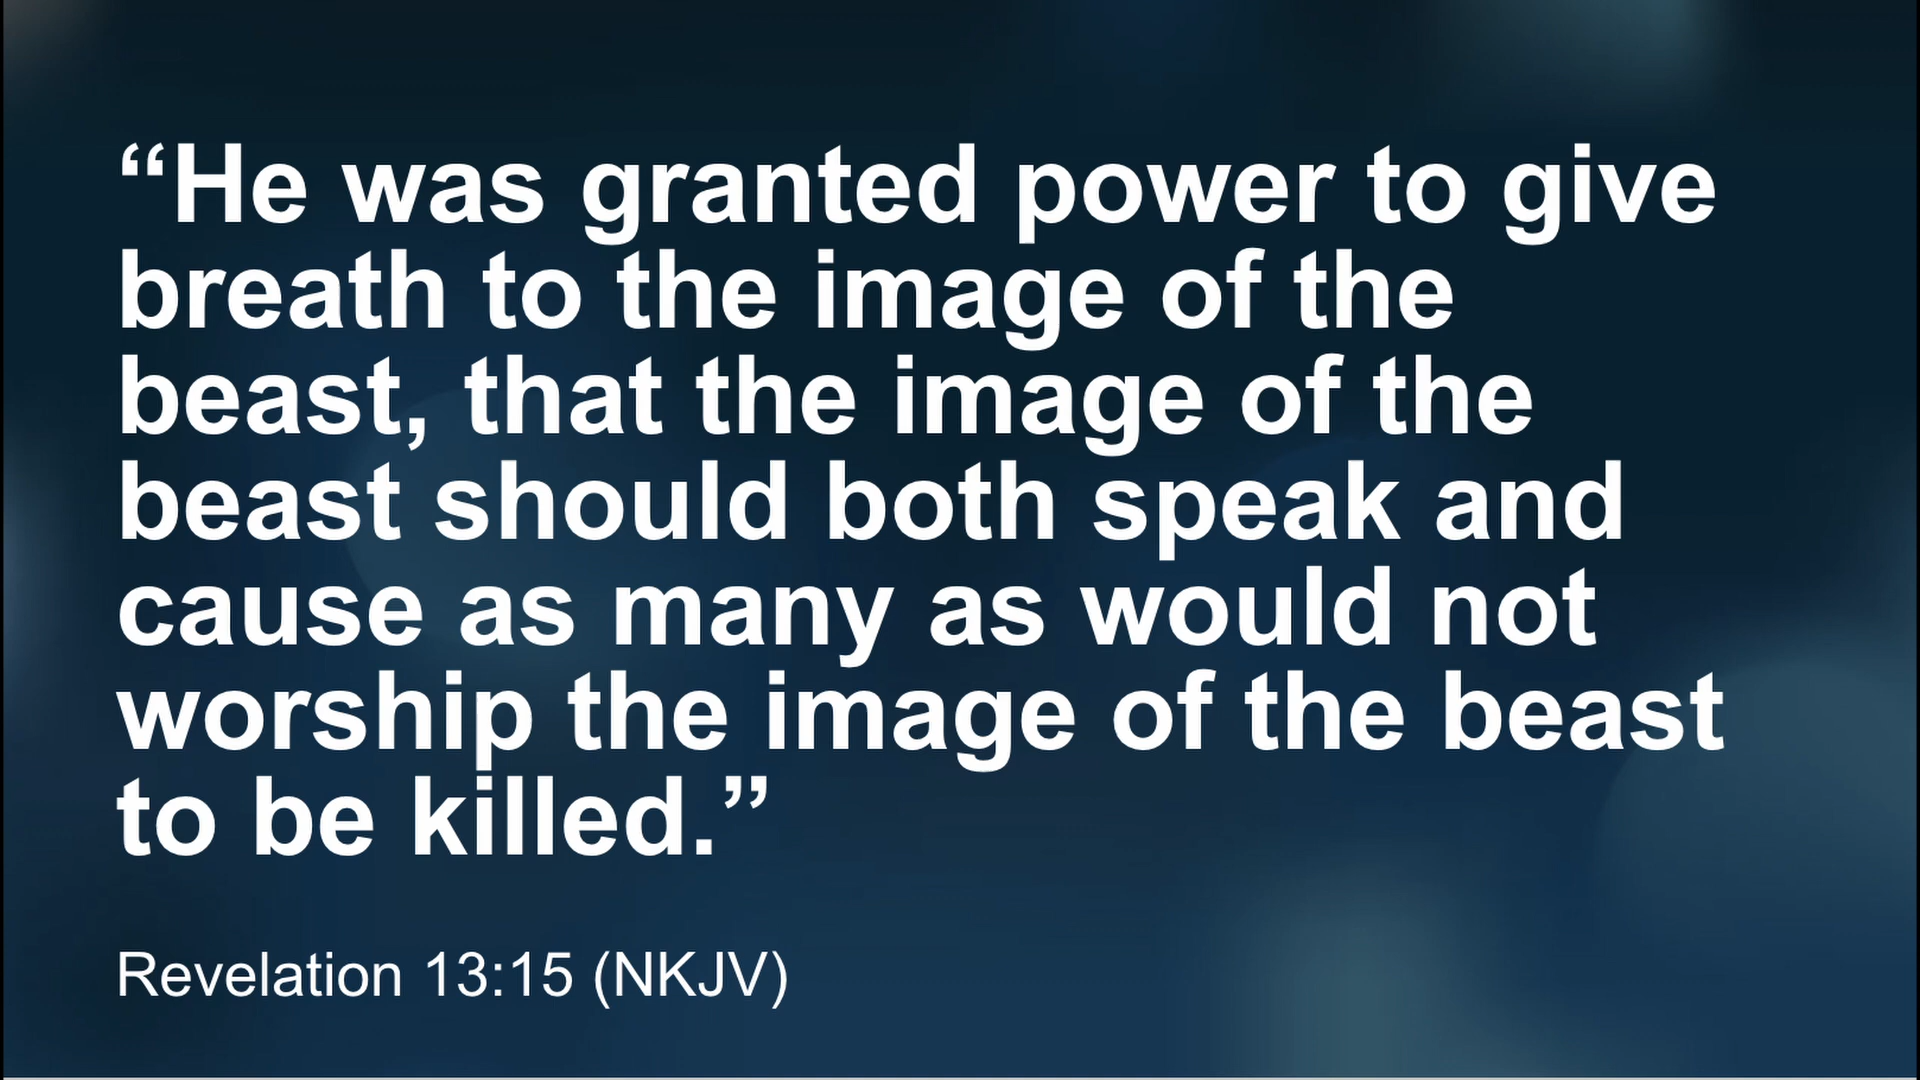 “He was granted power to give
breath to the image of the
beast, that the image of the
beast should both speak and
cause as many as would not
worship the image of the beast
to be killed.”
Revelation 13:15 (NKJV)